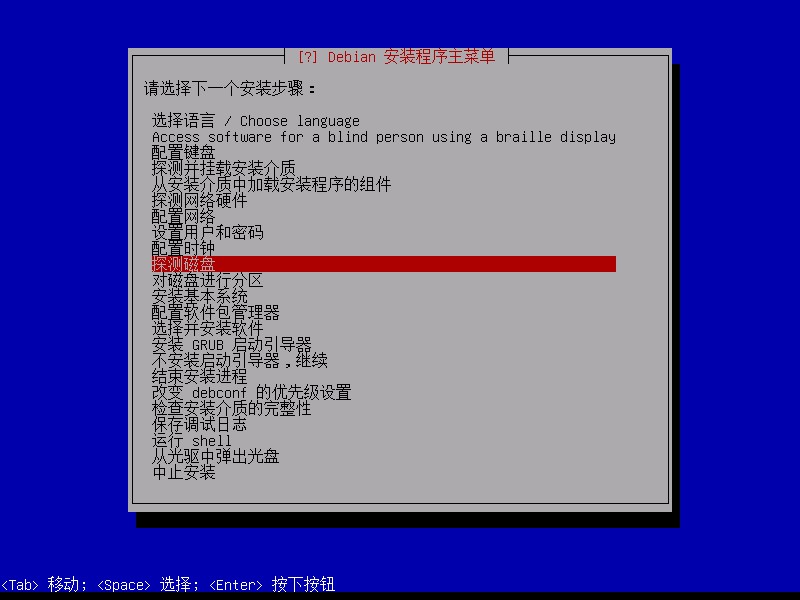 [?] Debian 安装程序主菜单
请选择下一个安装步骤：
选择语言 / Choose language
Access software for a blind person using a braille display
配置键盘
探测并挂载安装介质
从安装介质中加载安装程序的组件
探测网络硬件
配置网络
设置用户和密码
配置时钟
探测磁盘
对磁盘进行分区
安装基本系统
配置软件包管理器
选择并安装软件
安装 GRUB 启动引导器
不安装启动引导器，继续
结束安装进程
改变 debconf 的优先级设置
检查安装介质的完整性
保存调试日志
运行 shell
从光驱中弹出光盘
中止安装
<Tab> 移动; <Space> 选择; <Enter> 按下按钮